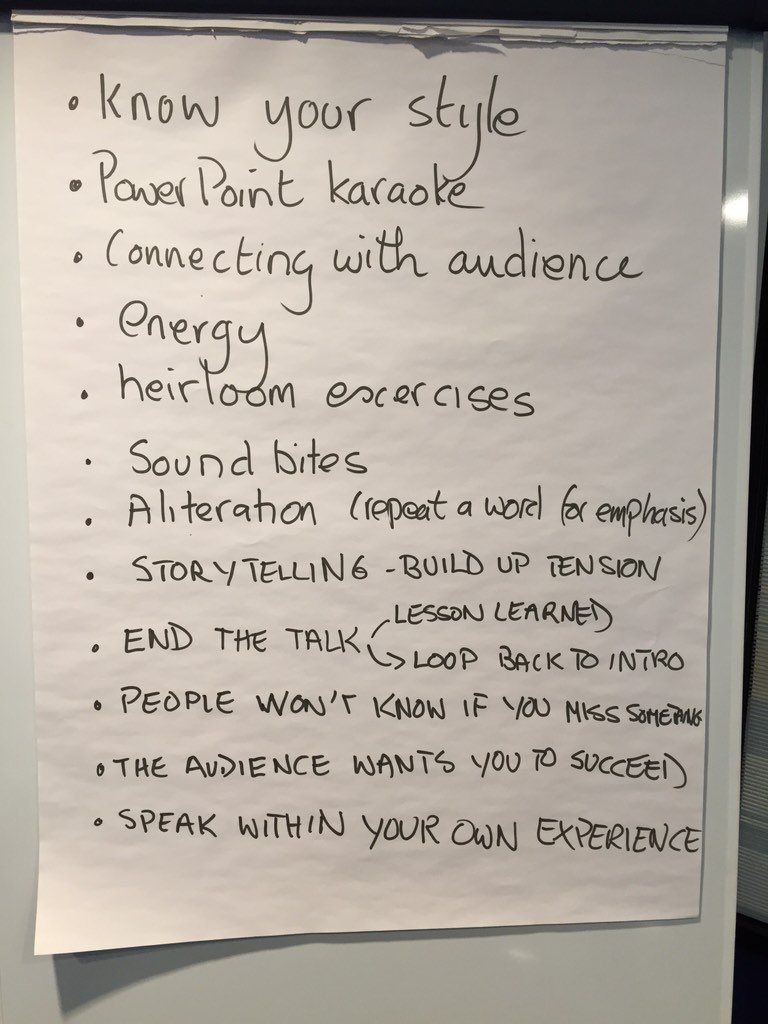 • Know your style
• PowerPoint karaoke
• Connecting with audience
• energy
• heirloom excercises
• Sound bites
• Aliteration (repeat a word for emphasis)
• STORYTELLING - BUILD UP TENSION
• END THE TALK LESSON LEARNED
→ LOOP BACK TO INTRO
• PEOPLE WON'T KNOW IF YOU MISS SOMETHING
• THE AUDIENCE WANTS YOU TO SUCCEED
• SPEAK WITHIN YOUR OWN EXPERIENCE